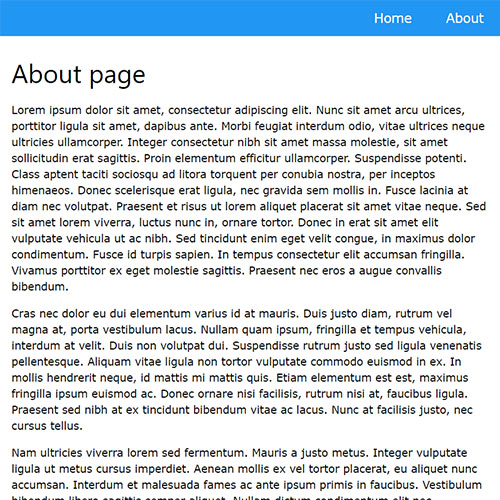 Home About
About page
Lorem ipsum dolor sit amet, consectetur adipiscing elit. Nunc sit amet arcu ultrices,
porttitor ligula sit amet, dapibus ante. Morbi feugiat interdum odio, vitae ultrices neque
ultricies ullamcorper. Integer consectetur nibh sit amet massa molestie, sit amet
sollicitudin erat sagittis. Proin elementum efficitur ullamcorper. Suspendisse potenti.
Class aptent taciti sociosqu ad litora torquent per conubia nostra, per inceptos
himenaeos. Donec scelerisque erat ligula, nec gravida sem mollis in. Fusce lacinia at
diam nec volutpat. Praesent et risus ut lorem aliquet placerat sit amet vitae neque. Sed
sit amet lorem viverra, luctus nunc in, ornare tortor. Donec in erat sit amet elit
vulputate vehicula ut ac nibh. Sed tincidunt enim eget velit congue, in maximus dolor
condimentum. Fusce id turpis sapien. In tempus consectetur elit accumsan fringilla.
Vivamus porttitor ex eget molestie sagittis. Praesent nec eros a augue convallis
bibendum.
Cras nec dolor eu dui elementum varius id at mauris. Duis justo diam, rutrum vel
magna at, porta vestibulum lacus. Nullam quam ipsum, fringilla et tempus vehicula,
interdum at velit. Duis non volutpat dui. Suspendisse rutrum justo sed ligula venenatis
pellentesque. Aliquam vitae ligula non tortor vulputate commodo euismod in ex. In
mollis hendrerit neque, id mattis mi mattis quis. Etiam elementum est est, maximus
fringilla ipsum euismod ac. Donec ornare nisi facilisis, rutrum nisi at, faucibus ligula.
Praesent sed nibh at ex tincidunt bibendum vitae ac lacus. Nunc at facilisis justo, nec
cursus tellus.
Nam ultricies viverra lorem sed fermentum. Mauris a justo metus. Integer vulputate
ligula ut metus cursus imperdiet. Aenean mollis ex vel tortor placerat, eu aliquet nunc
accumsan. Interdum et malesuada fames ac ante ipsum primis in faucibus. Vestibulum
bibendum libero sagittis semper aliquet. Nullam dictum condimentum elit nec